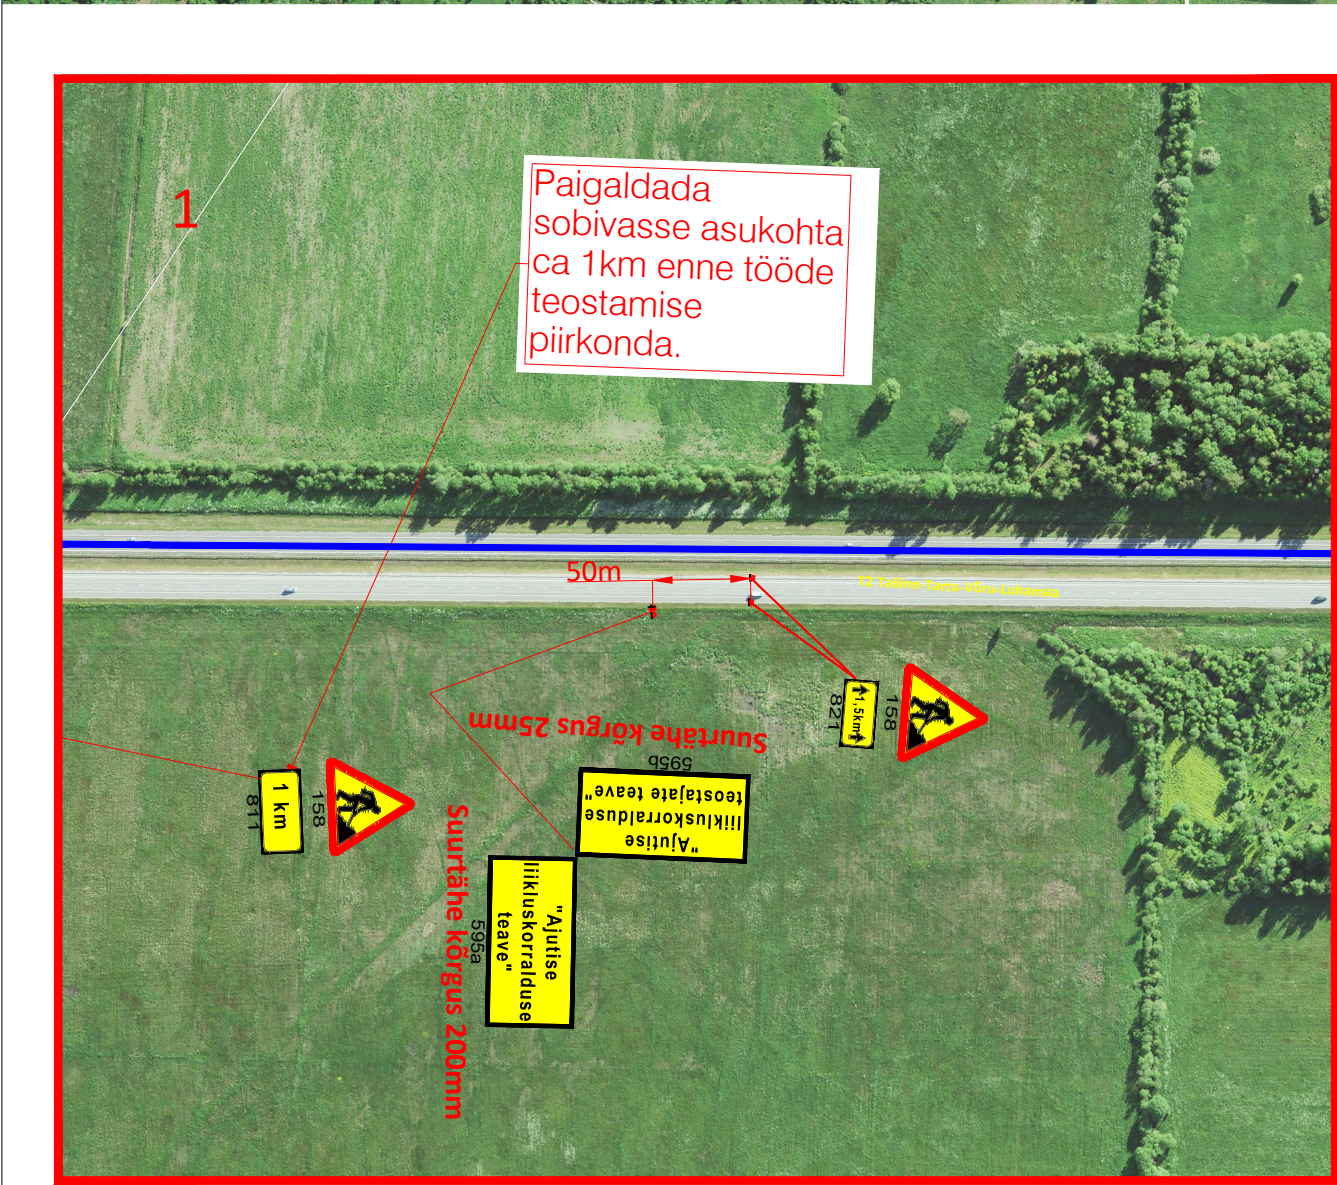 1
Paigaldada
sobivasse asukohta
ca 1km enne tööde
teostamise
piirkonda.
50m
T2 Tallinn-Tartu-Võru-Luhamaa
1,5km
821
158
Suurtähe kõrgus 25mm
595b
"Ajutise
liikluskorralduse
teostajate teave"
1 km
811
158
Suurtähe kõrgus 200mm
595a
"Ajutise
liikluskorralduse
teave"